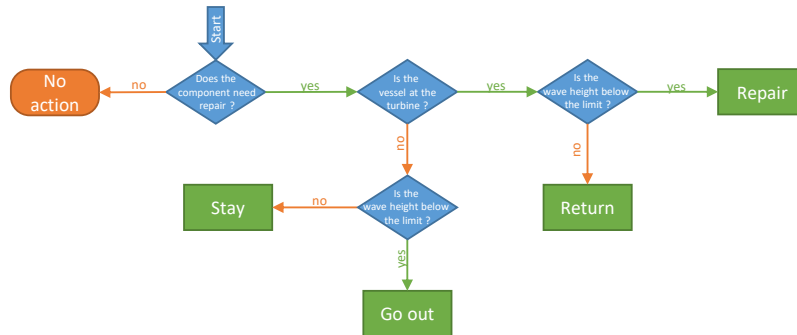 Start
No
action
no
Does the
component need
repair ?
yes
Is the
vessel at the
turbine ?
yes
Is the
wave height below
the limit ?
yes
Repair
no
no
Stay
no
Is the
wave height below
the limit ?
Return
yes
Go out